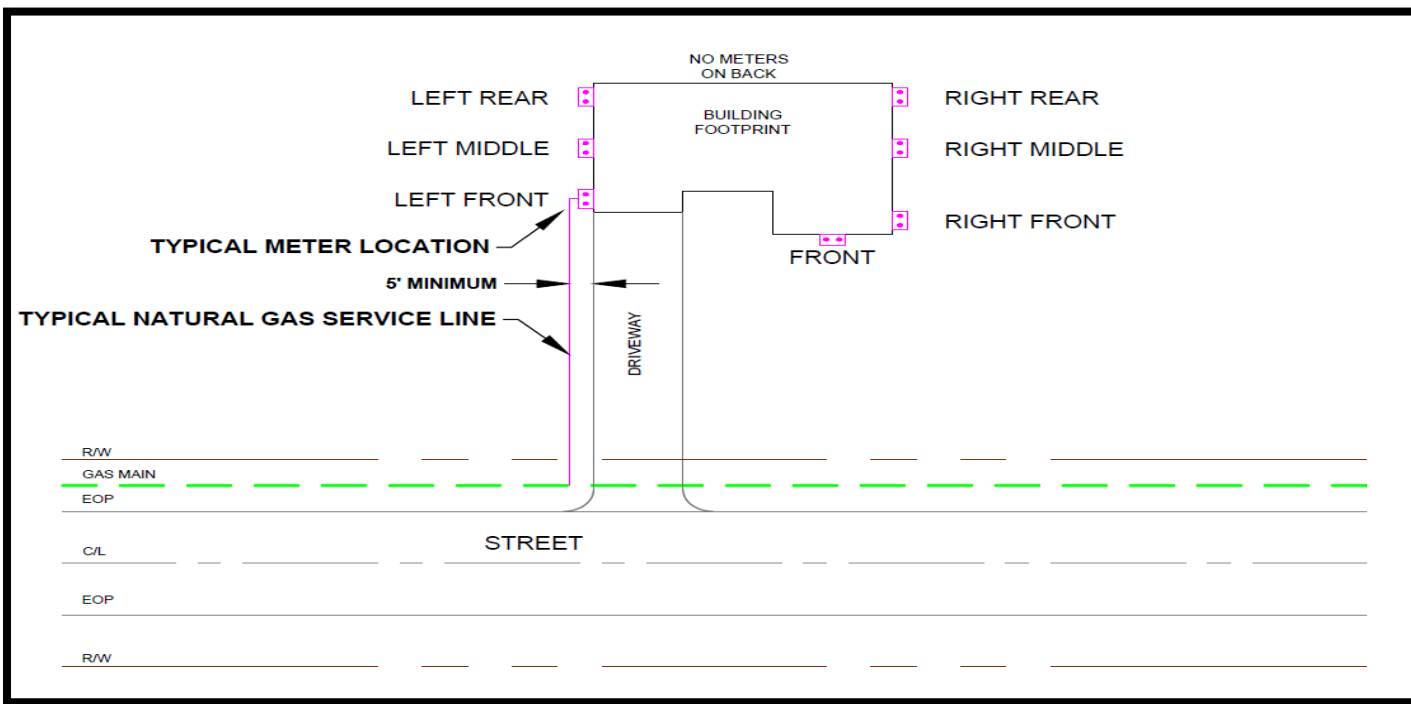 NO METERS
ON BACK
LEFT REAR
RIGHT REAR
BUILDING
FOOTPRINT
LEFT MIDDLE
RIGHT MIDDLE
LEFT FRONT
RIGHT FRONT
TYPICAL METER LOCATION
FRONT
5' MINIMUM
TYPICAL NATURAL GAS SERVICE LINE
DRIVEWAY
R/W
GAS MAIN
EOP
STREET
C/L
EOP
R/W